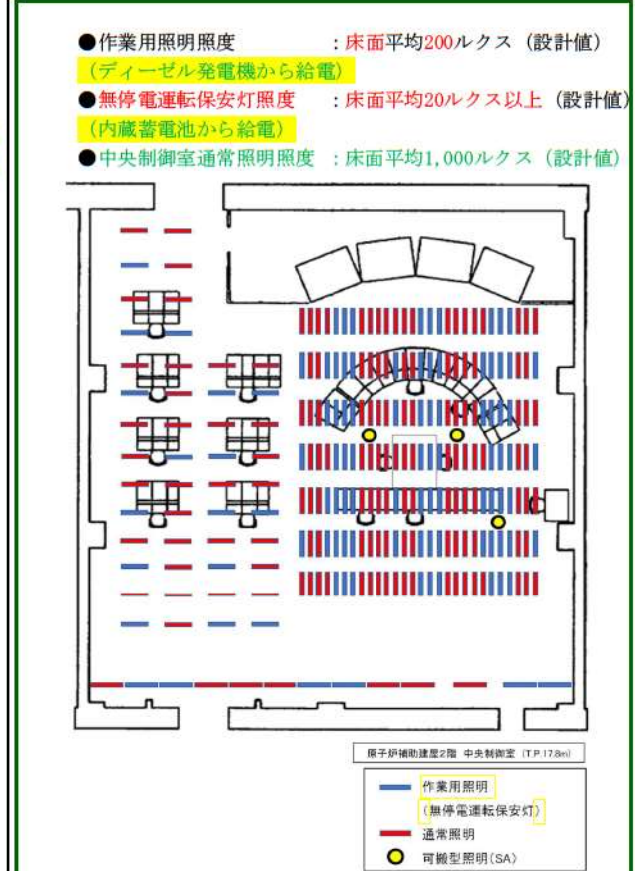 ●作業用照明照度　　　：床面平均200ルクス（設計値）
（ディーゼル発電機から給電）
●無停電運転保安灯照度　：床面平均20ルクス以上（設計値）
（内蔵蓄電池から給電）
●中央制御室通常照明照度　：床面平均1,000ルクス（設計値）
原子炉補助建屋2階　中央制御室　(T.P.17.8m)
作業用照明
（無停電運転保安灯）
通常照明
可搬型照明(SA)